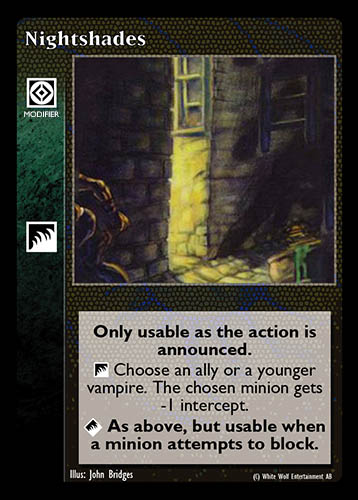 Nightshades
MODIFIER
Only usable as the action is
announced.
Choose an ally or a younger
vampire. The chosen minion gets
-1 intercept.
As above, but usable when
a minion attempts to block.
Illus: John Bridges
(C) White Wolf Entertainment AB